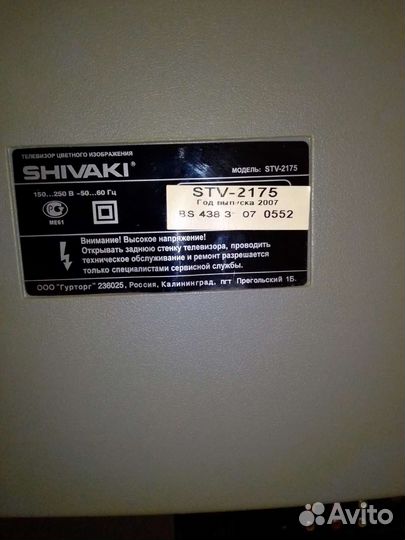 ТЕЛЕВИЗОР ЦВЕТНОГО ИЗОБРАЖЕНИЯ
SHIVAKI®
МОДЕЛЬ: STV-2175
150...250 В ~50...60 Гц
STV-2175
Год выпуска 2007
BS 438 3 07 0552
МЕ61
Внимание! Высокое напряжение!
Открывать заднюю стенку телевизора, проводить
техническое обслуживание и ремонт разрешается
только специалистами сервисной службы.
ООО "Гурторг" 236025, Россия, Калининград, пгт Прегольский 1Б.
Avito